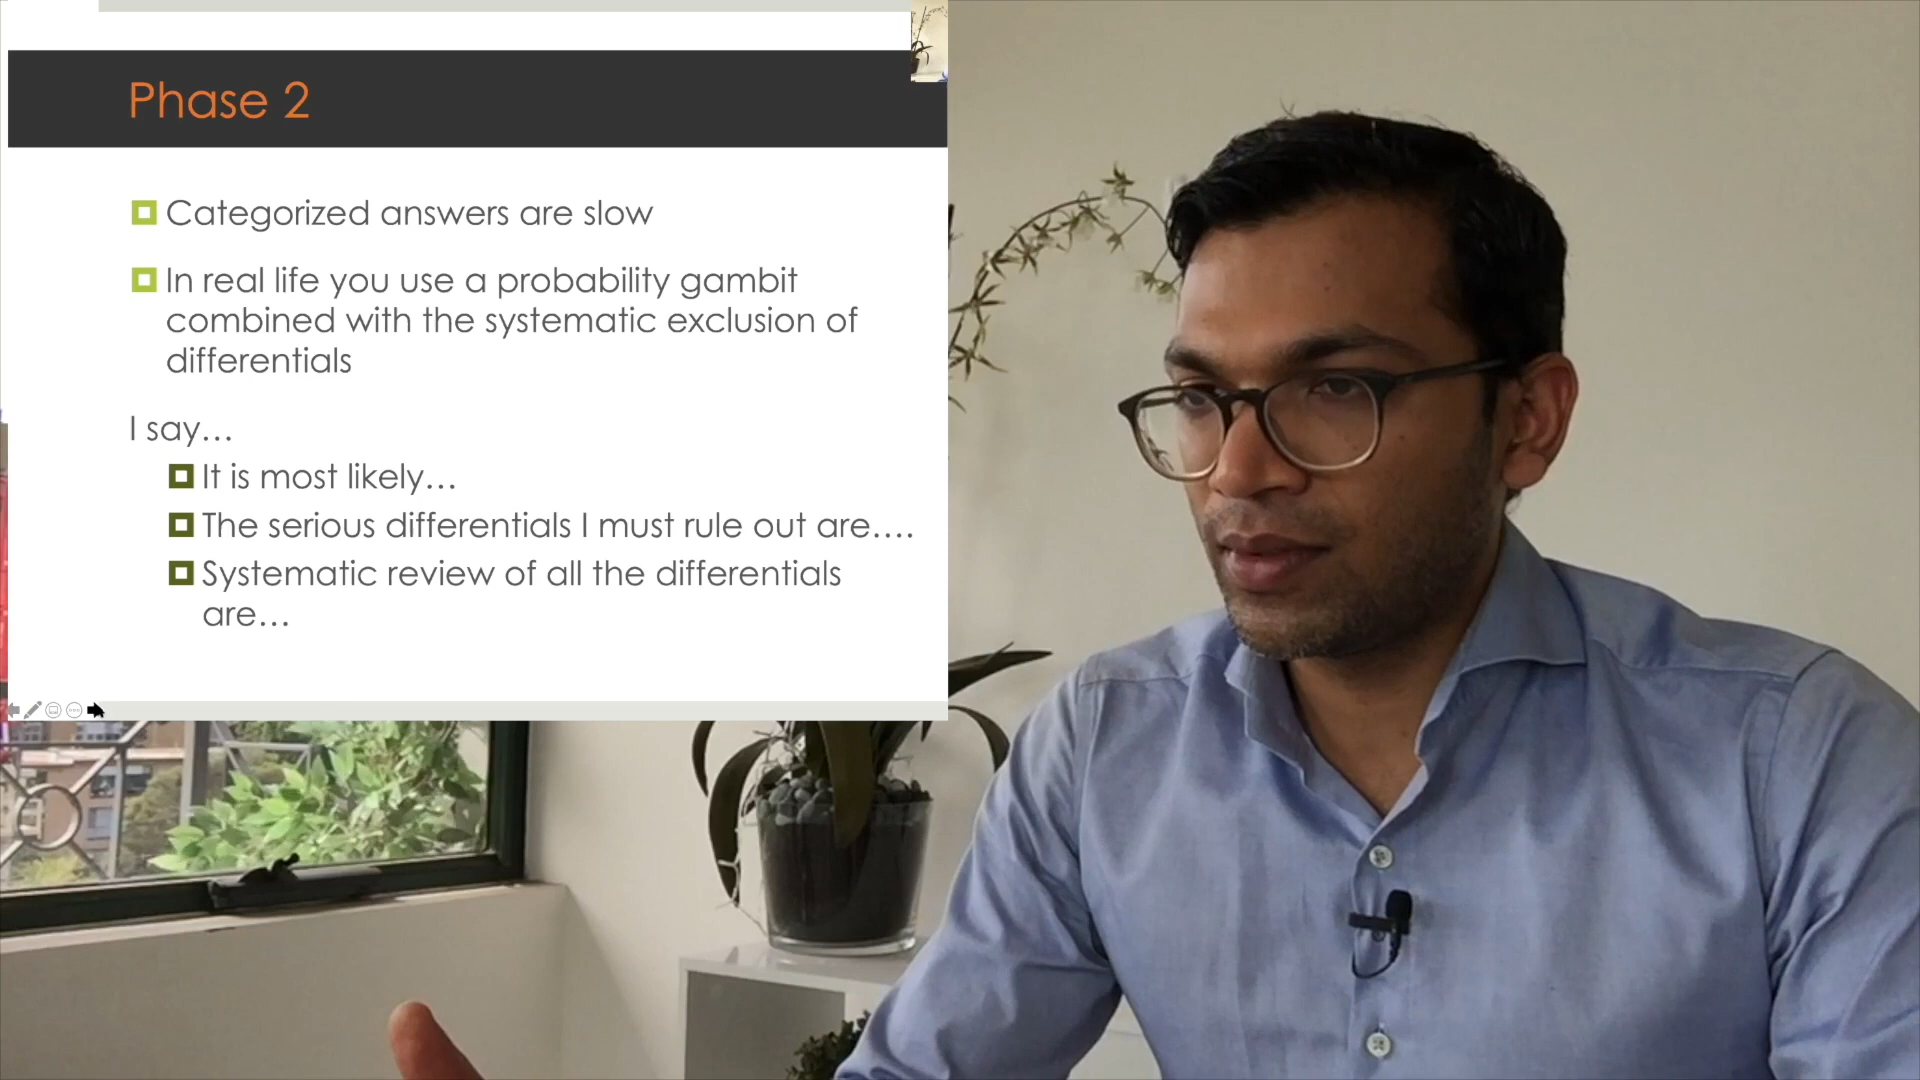 Phase 2
Categorized answers are slow
In real life you use a probability gambit
combined with the systematic exclusion of
differentials
I say…
It is most likely…
The serious differentials I must rule out are….
Systematic review of all the differentials
are…